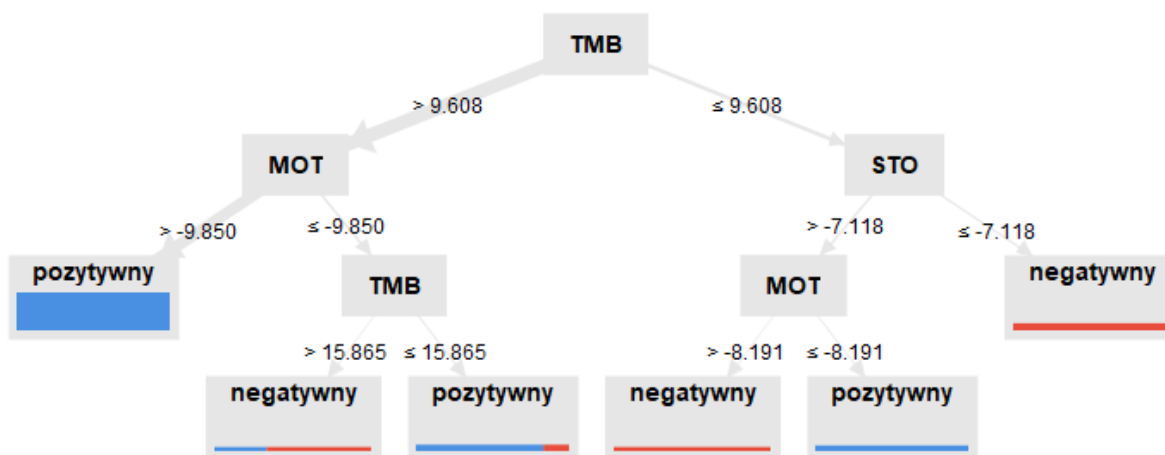 TMB
> 9.608
≤ 9.608
MOT
STO
> -9.850
≤ -9.850
> -7.118
≤ -7.118
pozytywny
TMB
MOT
negatywny
> 15.865
≤ 15.865
> -8.191
≤ -8.191
negatywny
pozytywny
negatywny
pozytywny